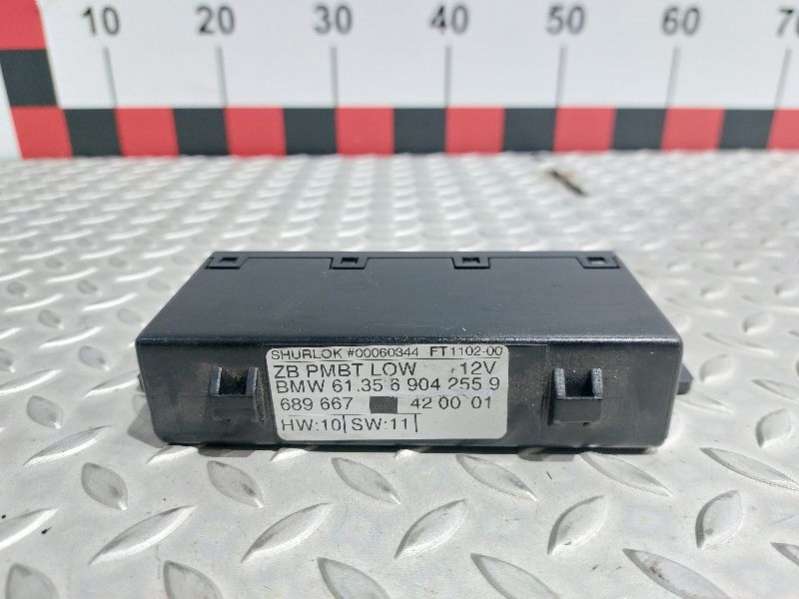 10 20 30 40 50 60 70
SHURLOK #00060344 FT1102-00
ZB PMBT LOW 12V
BMW 61.35 6 904 255 9
689 667 42 00 01
HW:10 SW:11